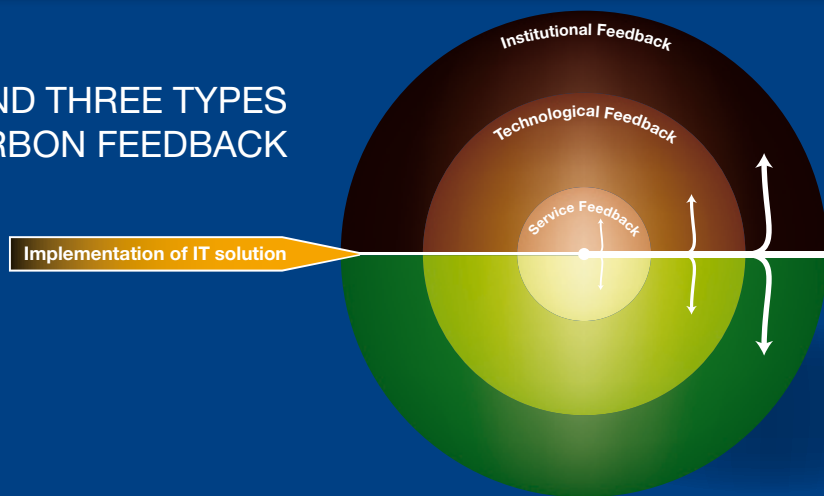 ND THREE TYPES
RBON FEEDBACK
Institutional Feedback
Technological Feedback
Service Feedback
Implementation of IT solution